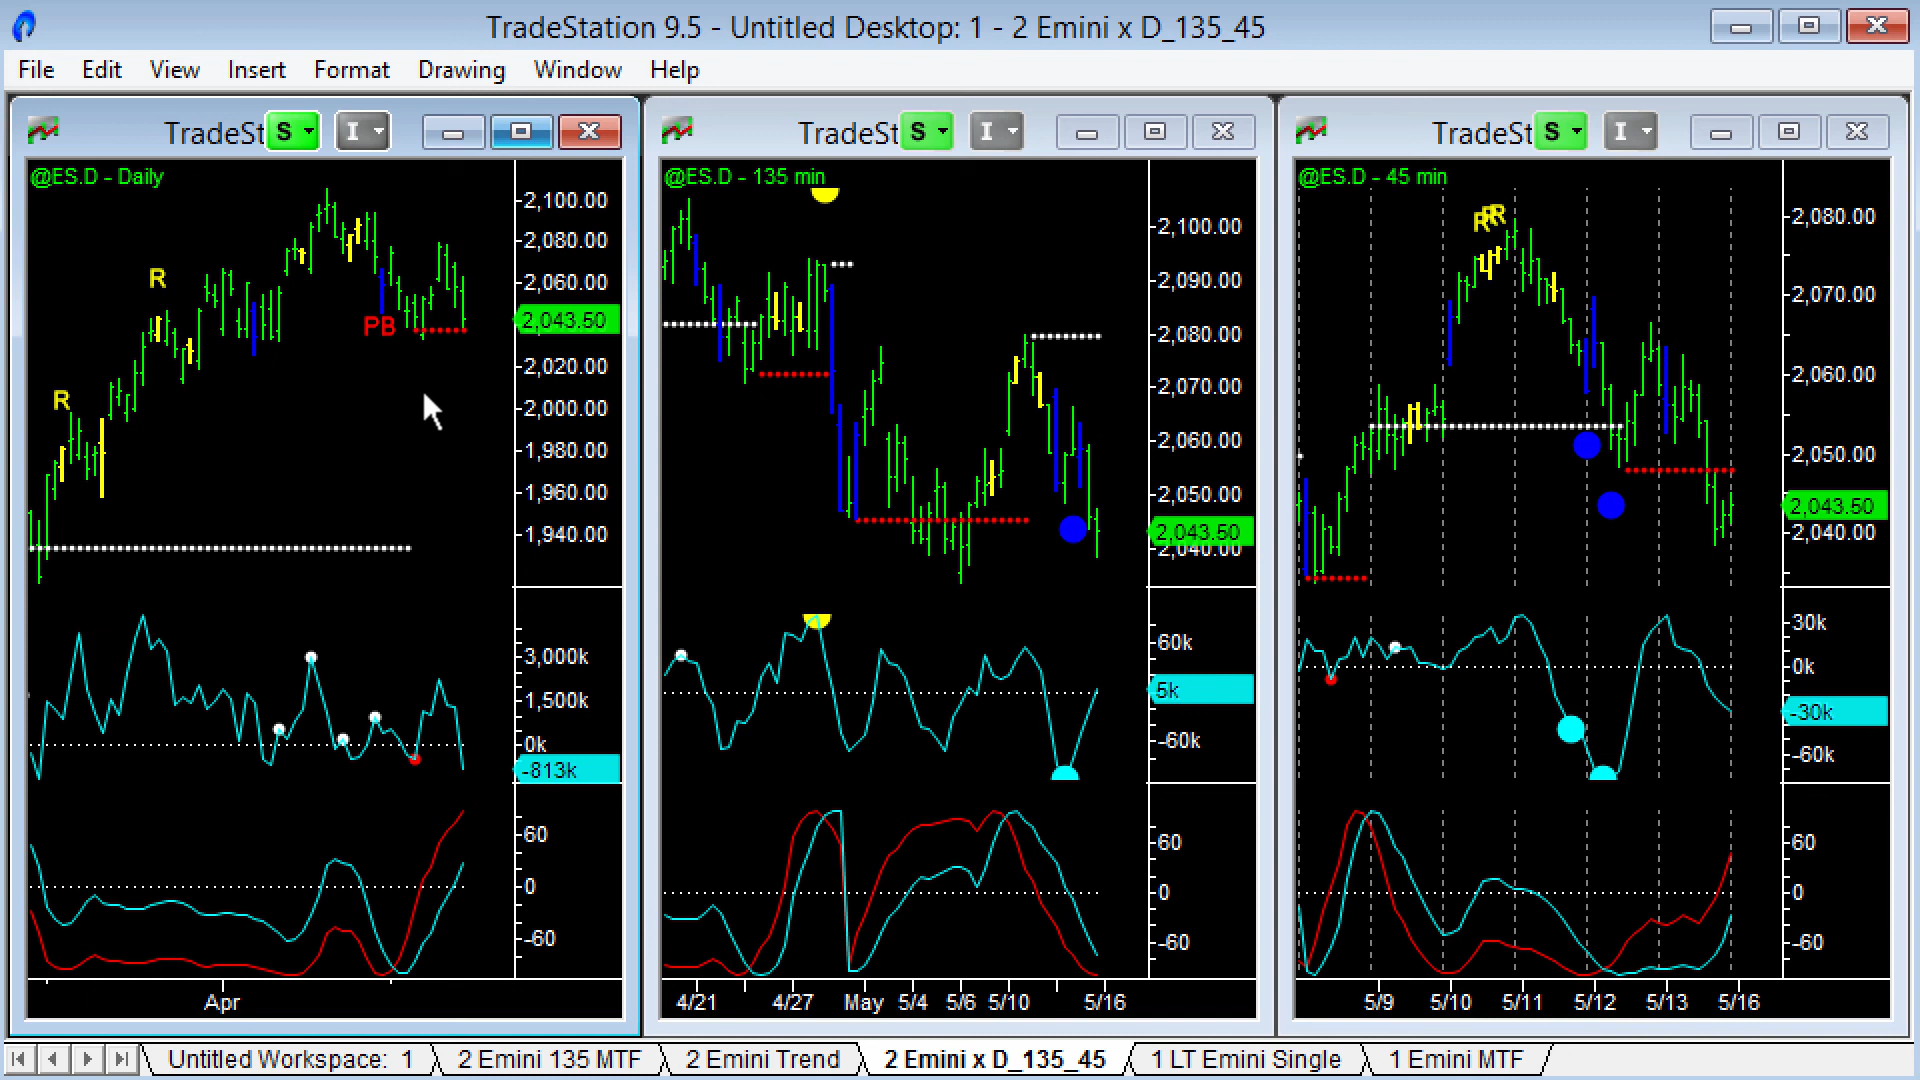 TradeStation 9.5 - Untitled Desktop: 1 - 2 Emini x D_135_45
File Edit View Insert Format Drawing Window Help
TradeSt S I
@ES.D - Daily
R
R
PB
2,100.00
2,080.00
2,060.00
2,043.50
2,020.00
2,000.00
1,980.00
1,960.00
1,940.00
3,000k
1,500k
0k
-813k
60
0
-60
Apr
TradeSt S I
@ES.D - 135 min
2,100.00
2,090.00
2,080.00
2,070.00
2,060.00
2,050.00
2,043.50
2,040.00
60k
5k
-60k
60
0
-60
4/21 4/27 May 5/4 5/6 5/10 5/16
TradeSt S I
@ES.D - 45 min
RRR
2,080.00
2,070.00
2,060.00
2,050.00
2,043.50
2,040.00
30k
0k
-30k
-60k
60
0
-60
5/9 5/10 5/11 5/12 5/13 5/16
Untitled Workspace: 1 2 Emini 135 MTF 2 Emini Trend 2 Emini x D_135_45 1 LT Emini Single 1 Emini MTF